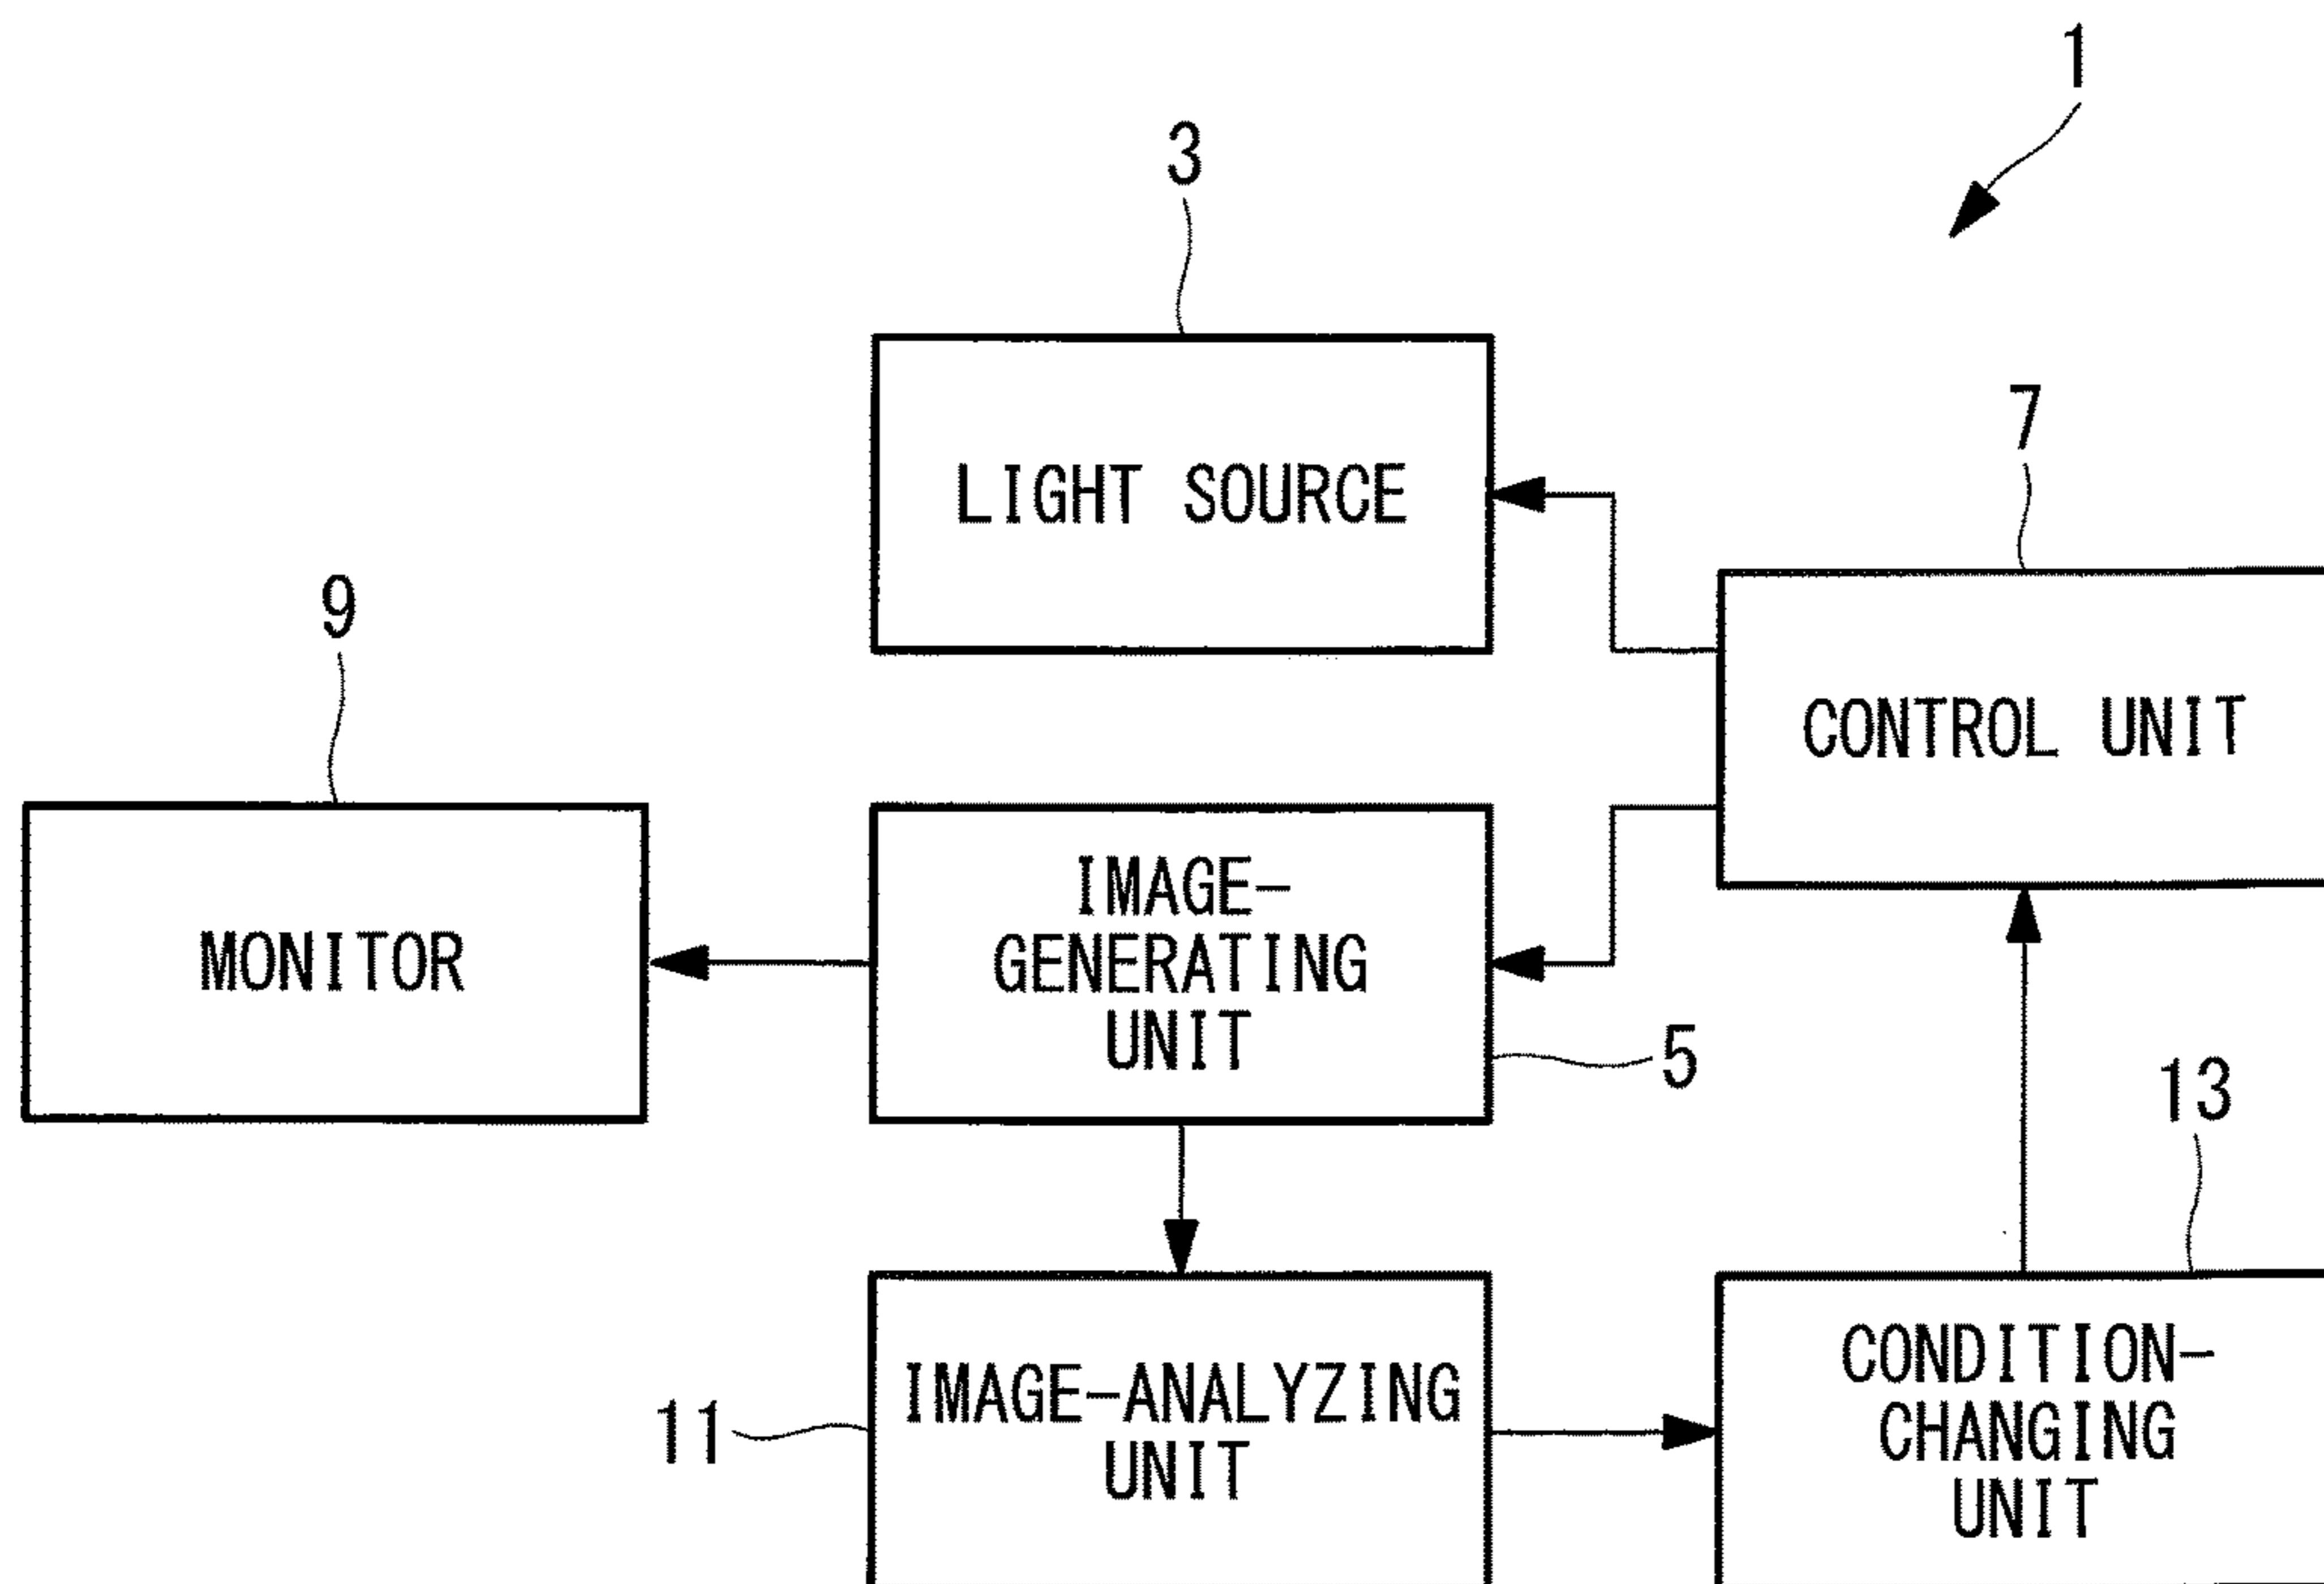 1
3
LIGHT SOURCE
7
CONTROL UNIT
9
MONITOR
IMAGE-
GENERATING
UNIT
5
13
11
IMAGE-ANALYZING
UNIT
CONDITION-
CHANGING
UNIT